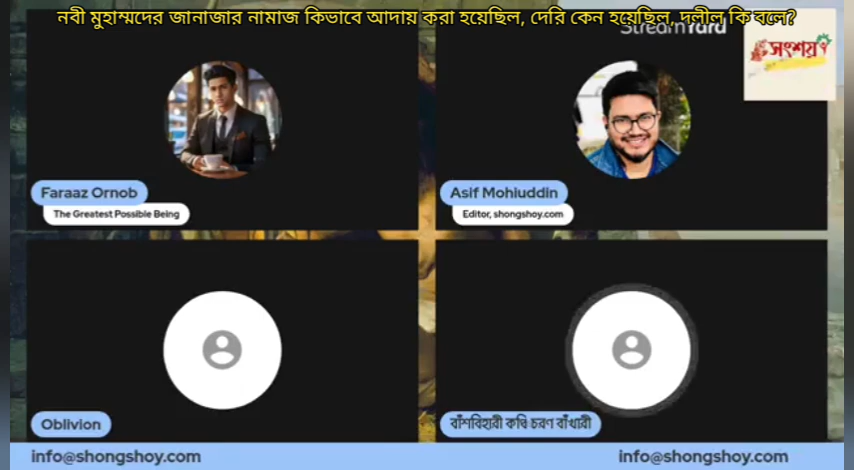 নবী মুহাম্মদের জানাজার নামাজ কিভাবে আদায় করা হয়েছিল, দেরি কেন হয়েছিল, দলীল কি বলে?
StreamYard
সংশয়
Faraaz Ornob
The Greatest Possible Being
Asif Mohiuddin
Editor, shongshoy.com
Oblivion
বাঁশবিহারী কঞ্চি চরণ বাঁখারী
info@shongshoy.com
info@shongshoy.com